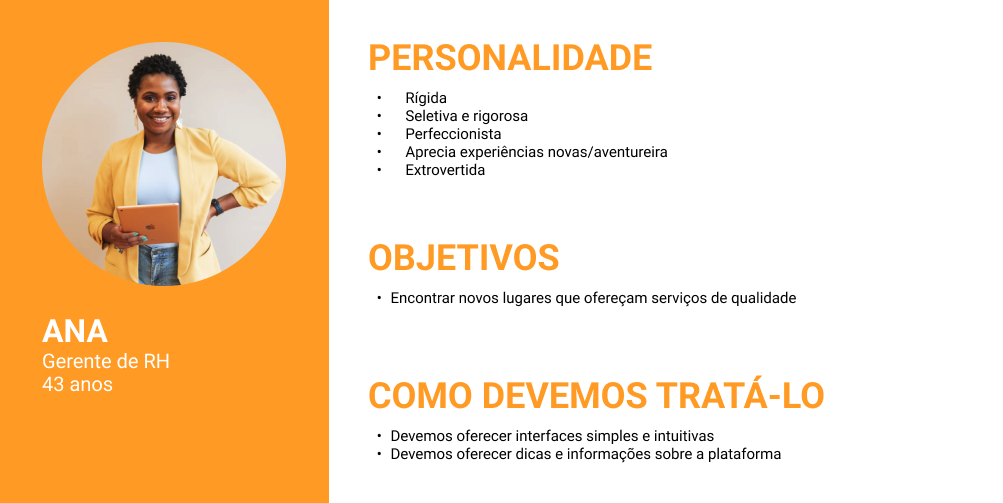 ANA
Gerente de RH
43 anos
PERSONALIDADE
• Rígida
• Seletiva e rigorosa
• Perfeccionista
• Aprecia experiências novas/aventureira
• Extrovertida
OBJETIVOS
• Encontrar novos lugares que ofereçam serviços de qualidade
COMO DEVEMOS TRATÁ-LO
• Devemos oferecer interfaces simples e intuitivas
• Devemos oferecer dicas e informações sobre a plataforma